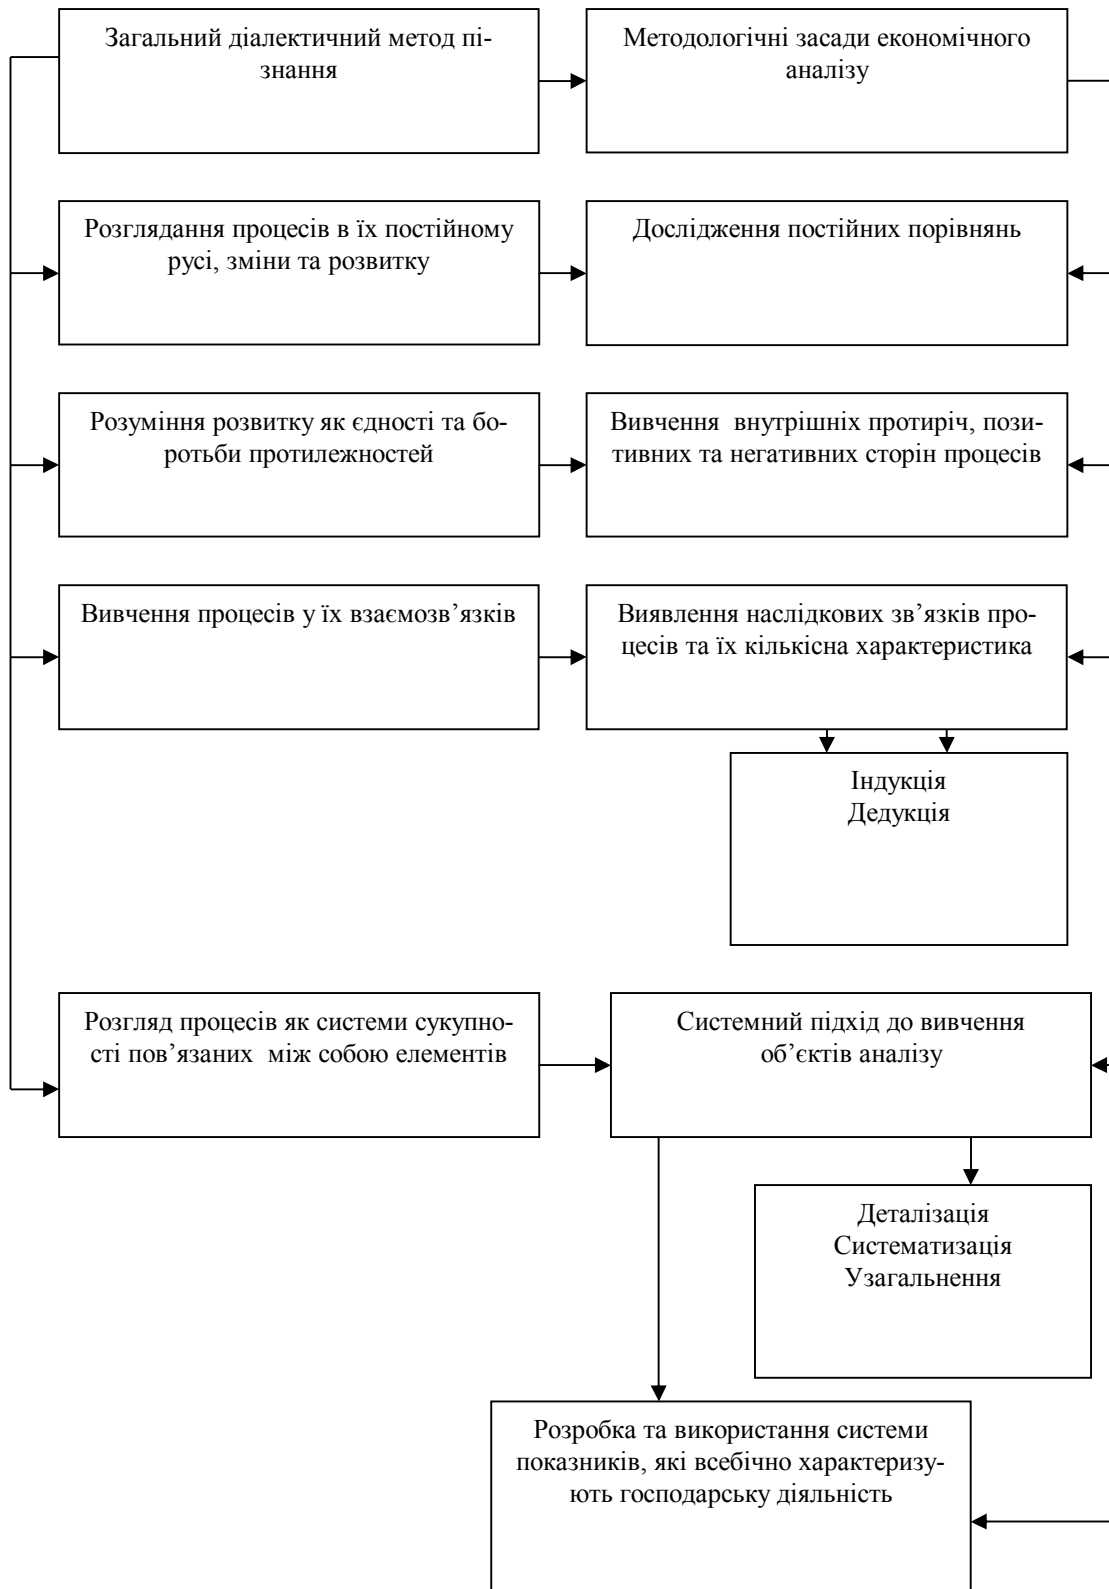 Загальний діалектичний метод пі-
знання
Методологічні засади економічного
аналізу
Розглядання процесів в їх постійному
русі, зміни та розвитку
Дослідження постійних порівнянь
Розуміння розвитку як єдності та бо-
ротьби протилежностей
Вивчення  внутрішніх протиріч, пози-
тивних та негативних сторін процесів
Вивчення процесів у їх взаємозв’язків
Виявлення наслідкових зв’язків про-
цесів та їх кількісна характеристика
Індукція
Дедукція
Розгляд процесів як системи сукупно-
сті пов’язаних  між собою елементів
Системний підхід до вивчення
об’єктів аналізу
Деталізація
Систематизація
Узагальнення
Розробка та використання системи
показників, які всебічно характеризу-
ють господарську діяльність